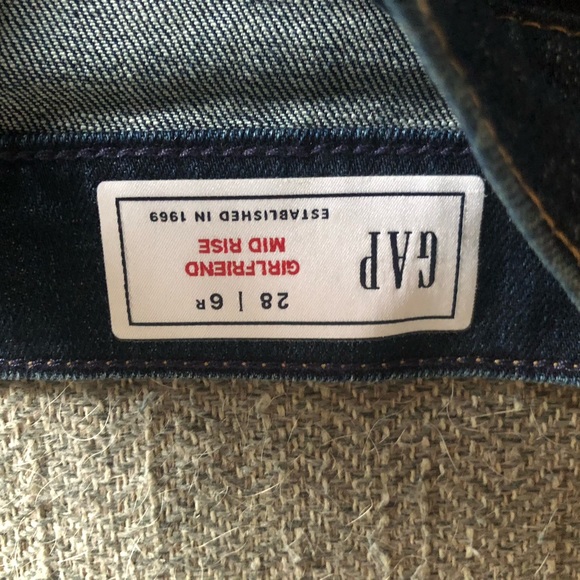 GAP
28 | 6R
GIRLFRIEND
MID RISE
ESTABLISHED IN 1969